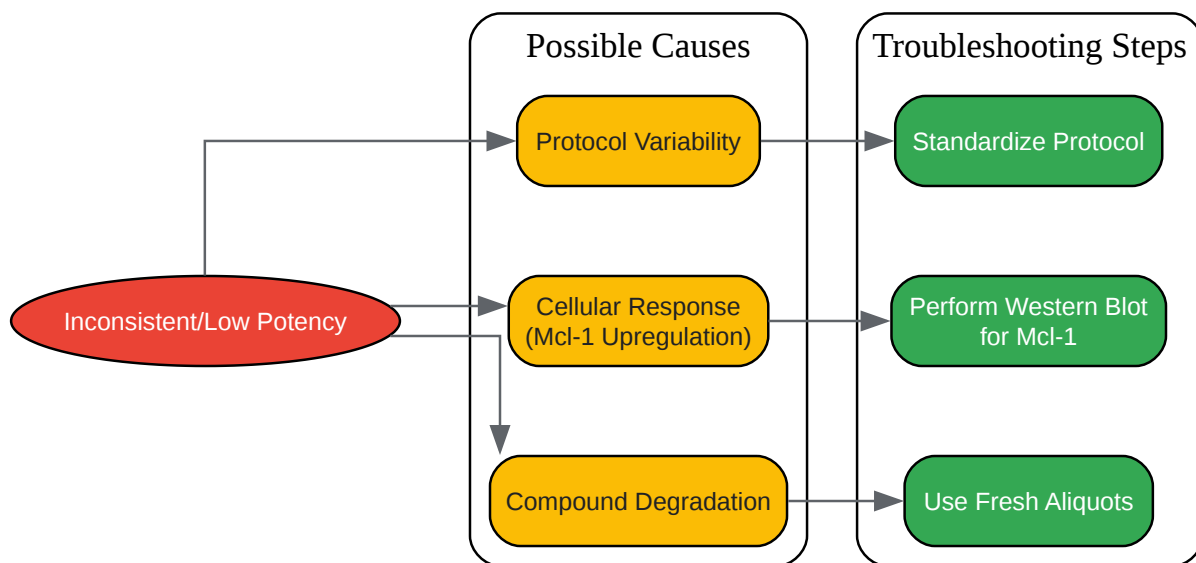 Possible Causes
Troubleshooting Steps
Protocol Variability
Standardize Protocol
Inconsistent/Low Potency
Cellular Response
(Mcl-1 Upregulation)
Perform Western Blot
for Mcl-1
Compound Degradation
Use Fresh Aliquots